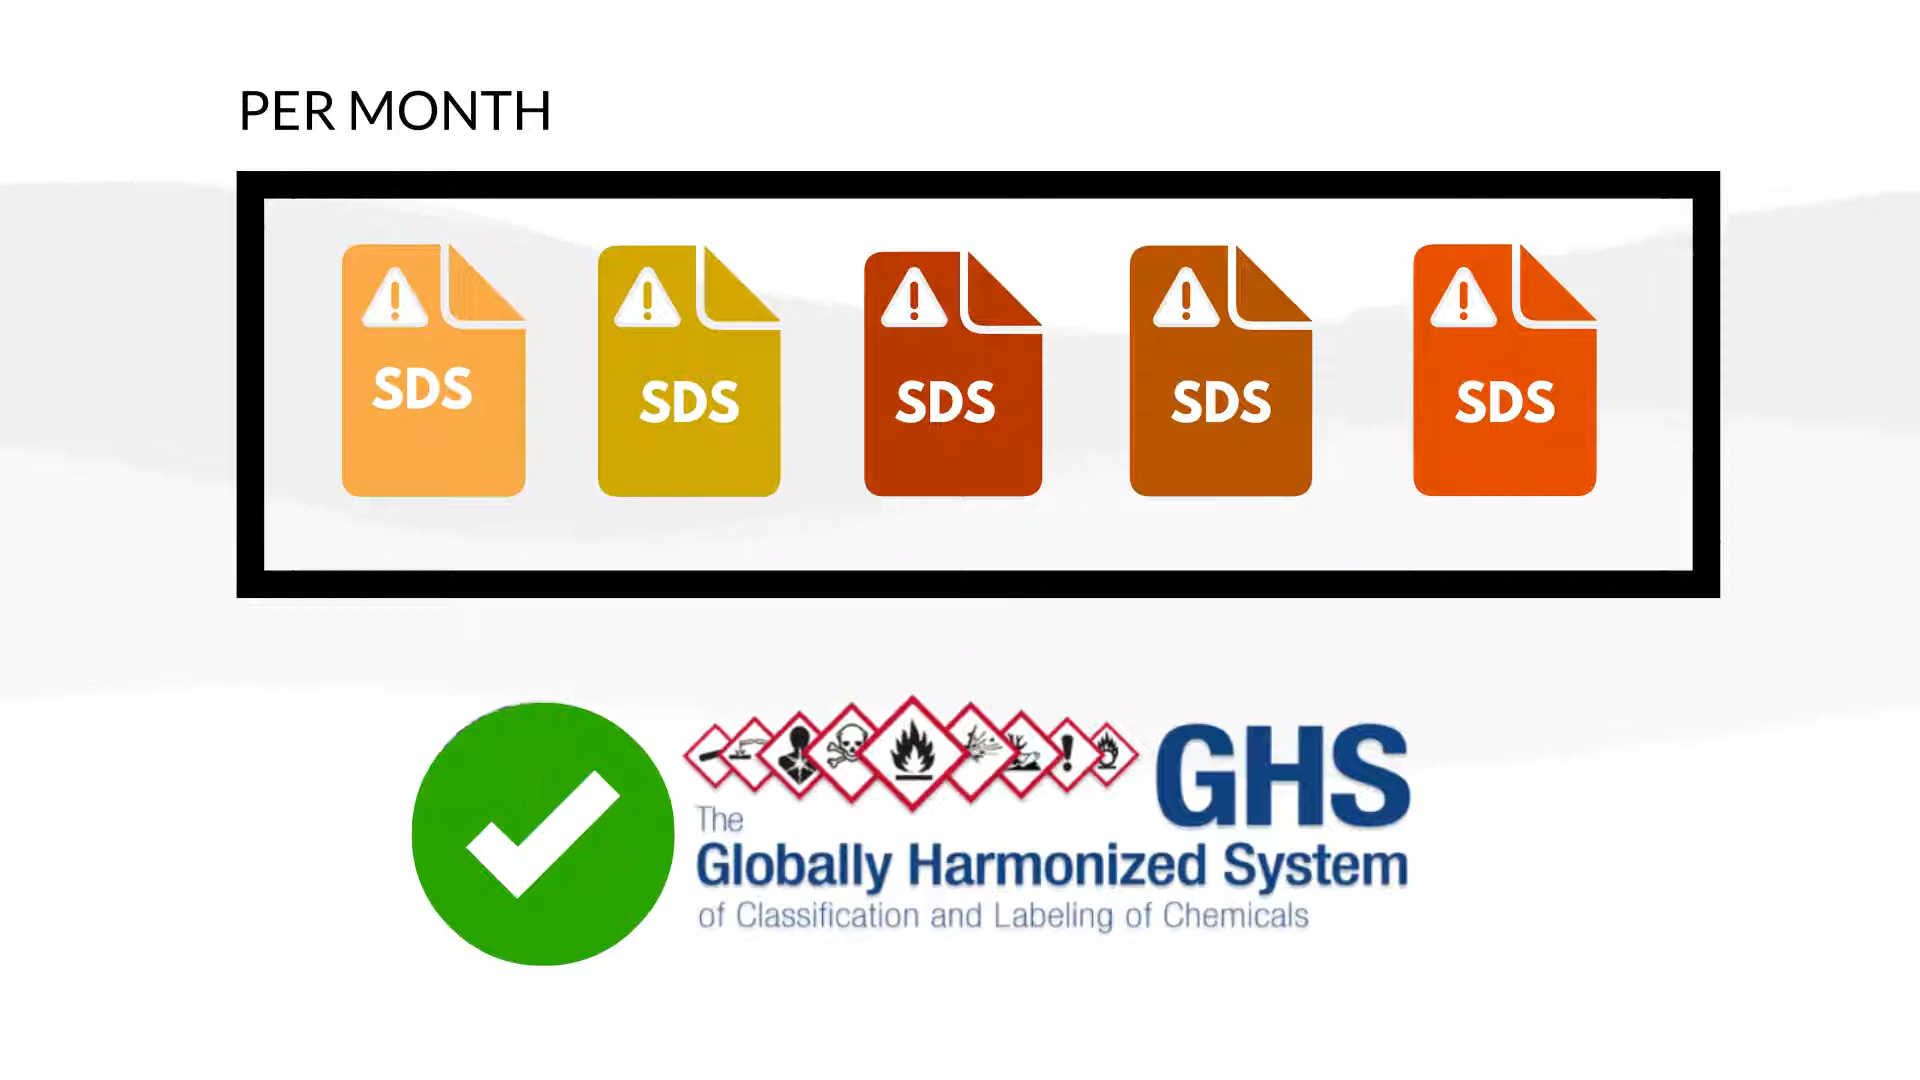 PER MONTH
SDS SDS SDS SDS SDS
GHS
The
Globally Harmonized System
of Classification and Labeling of Chemicals